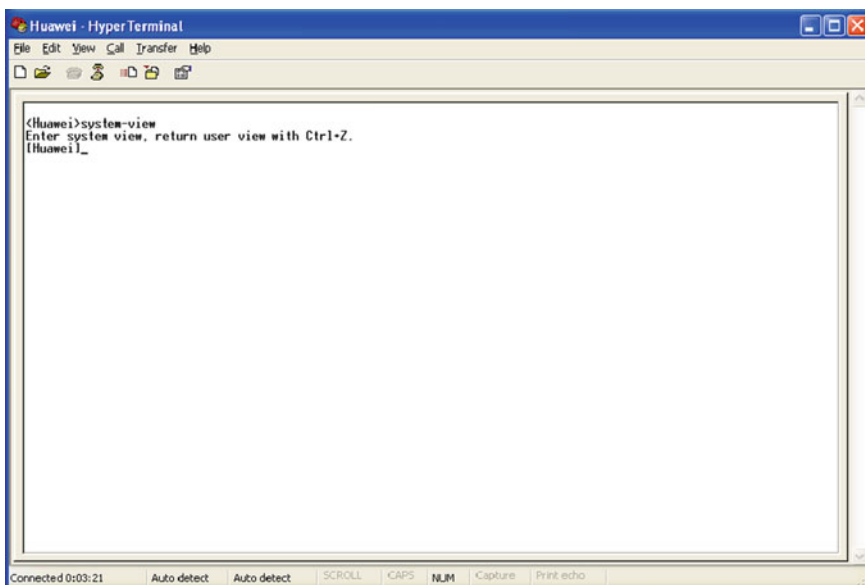 Huawei - HyperTerminal
File Edit View Call Transfer Help
<Huawei>system-view
Enter system view, return user view with Ctrl+Z.
[Huawei]_
Connected 0:03:21 Auto detect Auto detect SCROLL CAPS NUM Capture Print echo